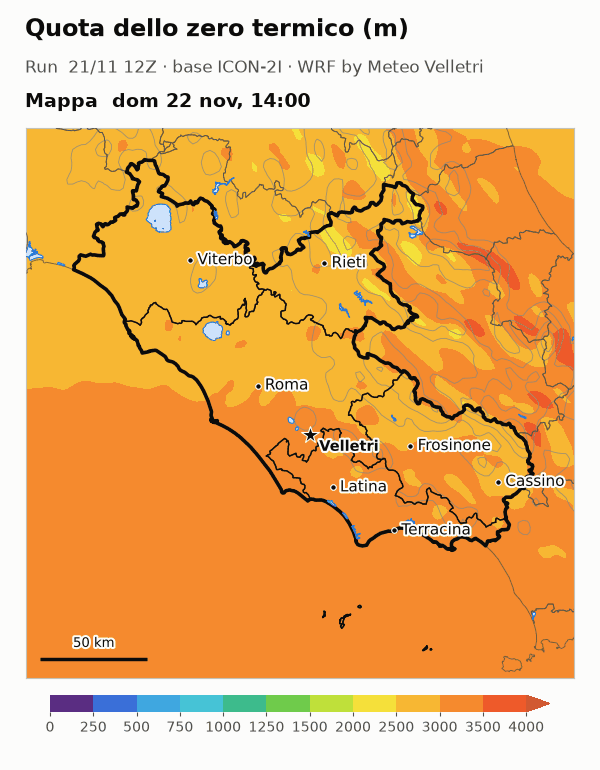 Quota dello zero termico (m)
Run 21/11 12Z · base ICON-2I · WRF by Meteo Velletri
Mappa dom 22 nov, 14:00
Viterbo
Rieti
Roma
Velletri
Frosinone
Cassino
Latina
Terracina
50 km
0 250 500 750 1000 1250 1500 2000 2500 3000 3500 4000